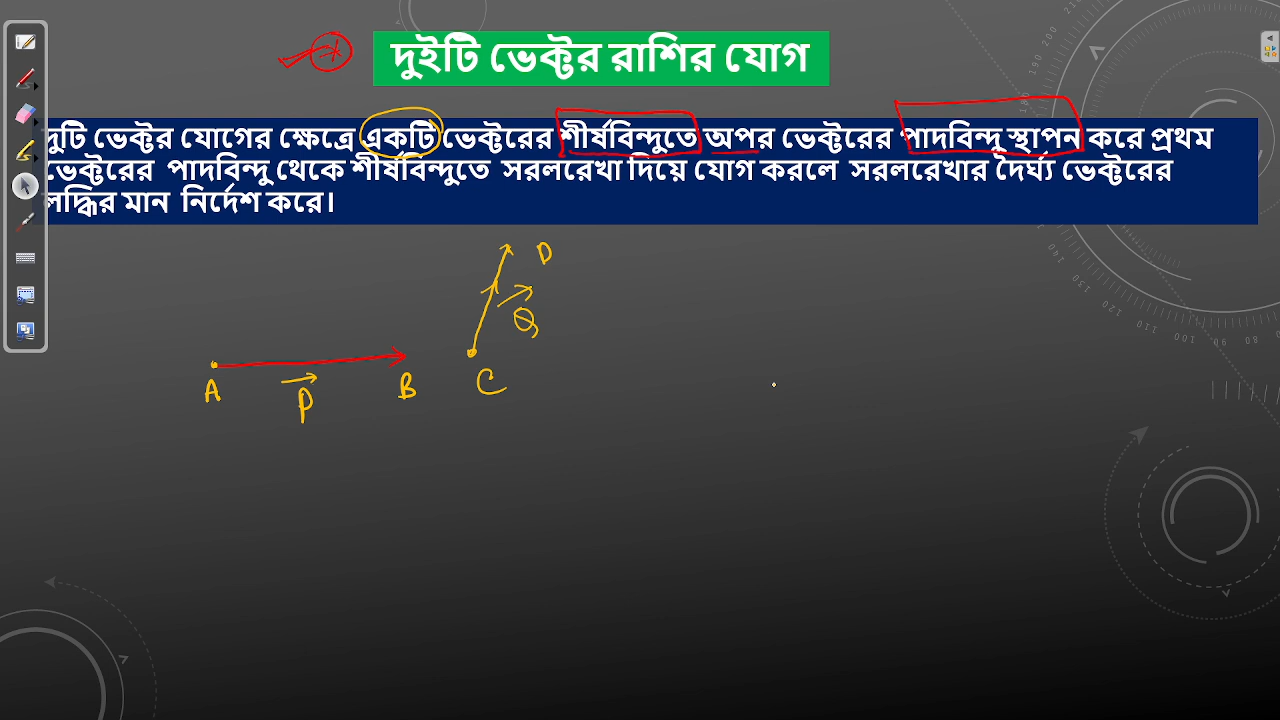 দুইটি ভেক্টর রাশির যোগ
দুটি ভেক্টর যোগের ক্ষেত্রে একটি ভেক্টরের শীর্ষবিন্দুতে অপর ভেক্টরের পাদবিন্দু স্থাপন করে প্রথম
ভেক্টরের পাদবিন্দু থেকে শীর্ষবিন্দুতে সরলরেখা দিয়ে যোগ করলে সরলরেখার দৈর্ঘ্য ভেক্টরের
লদ্ধির মান নির্দেশ করে।
D
Q
A
P
B
C